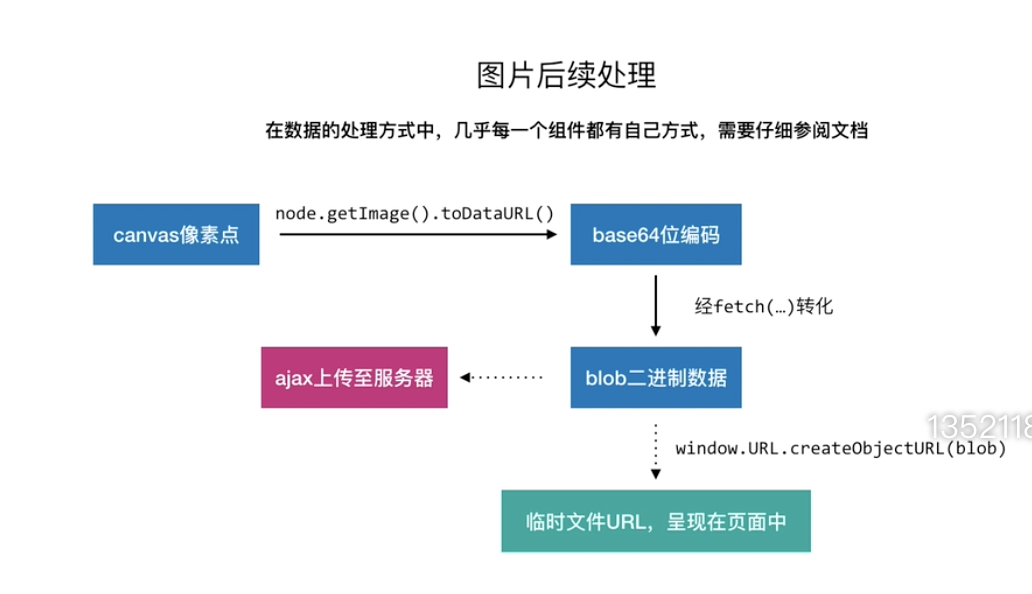 图片后续处理
在数据的处理方式中，几乎每一个组件都有自己方式，需要仔细参阅文档
node.getImage().toDataURL()
canvas像素点
base64位编码
经fetch(…)转化
ajax上传至服务器
blob二进制数据
1352118
window.URL.createObjectURL(blob)
临时文件URL，呈现在页面中